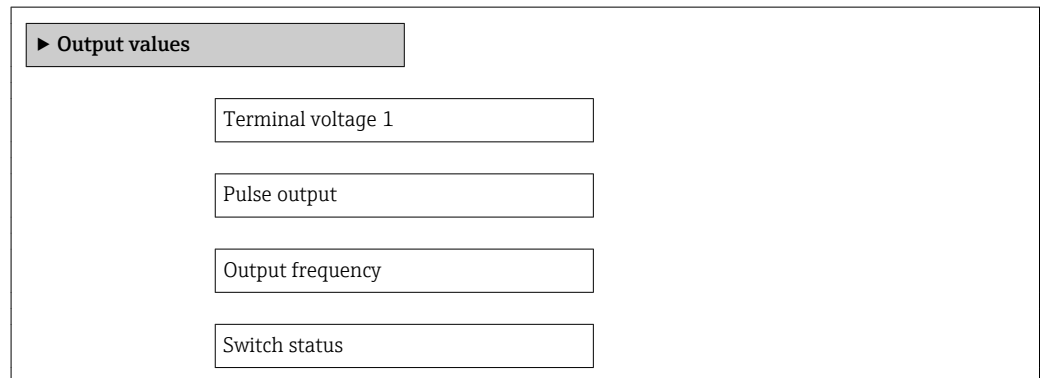 ▶ Output values
Terminal voltage 1
Pulse output
Output frequency
Switch status